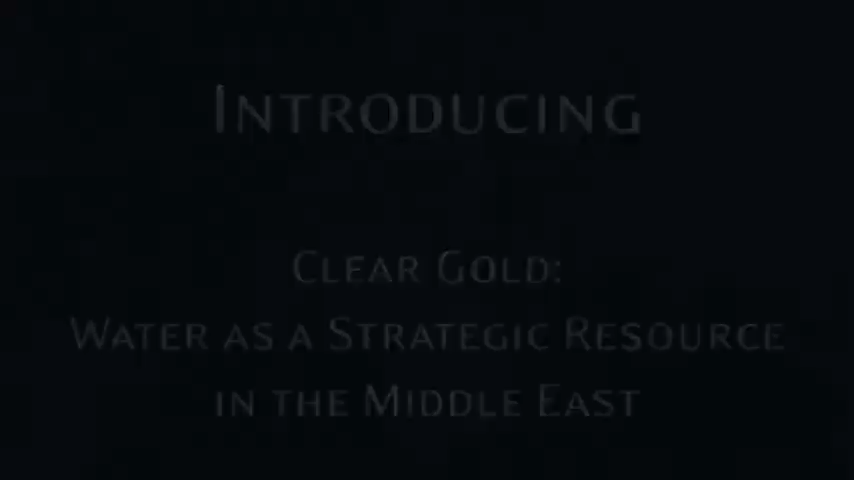 Introducing
Clear Gold:
Water as a Strategic Resource
in the Middle East